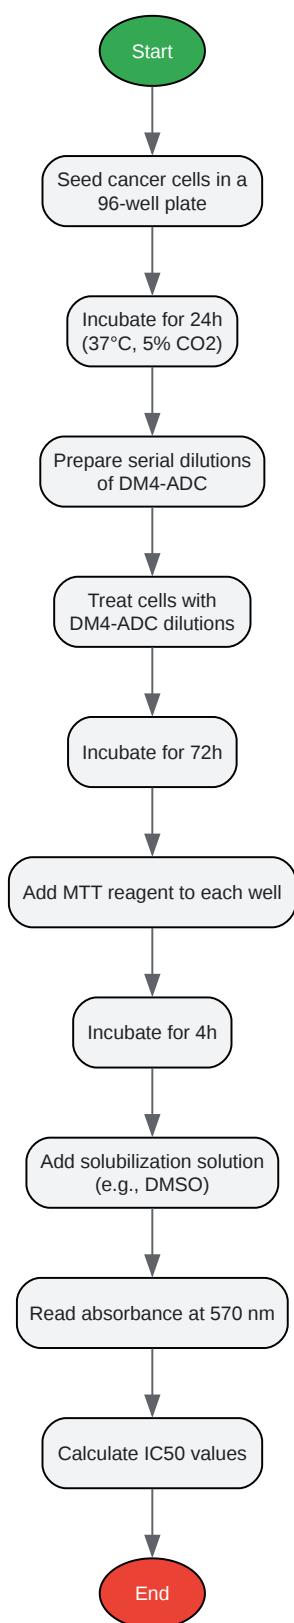 Start
Seed cancer cells in a
96-well plate
Incubate for 24h
(37°C, 5% CO2)
Prepare serial dilutions
of DM4-ADC
Treat cells with
DM4-ADC dilutions
Incubate for 72h
Add MTT reagent to each well
Incubate for 4h
Add solubilization solution
(e.g., DMSO)
Read absorbance at 570 nm
Calculate IC50 values
End